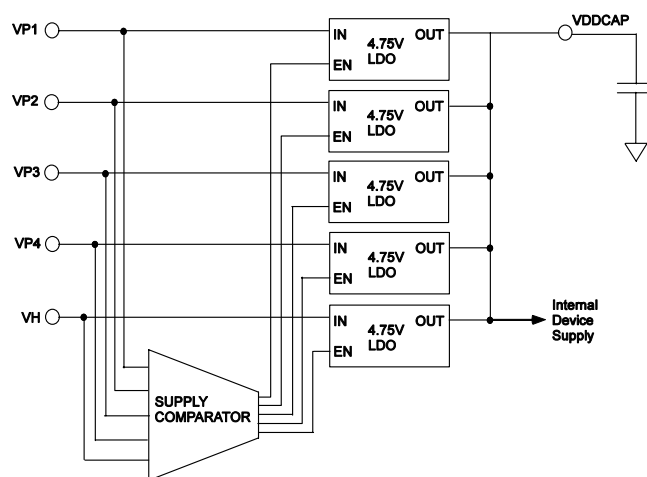 VP1
IN
4.75V
LDO
OUT
EN
VDDCAP
VP2
IN
4.75V
LDO
OUT
EN
VP3
IN
4.75V
LDO
OUT
EN
VP4
IN
4.75V
LDO
OUT
EN
VH
IN
4.75V
LDO
OUT
EN
Internal
Device
Supply
SUPPLY
COMPARATOR